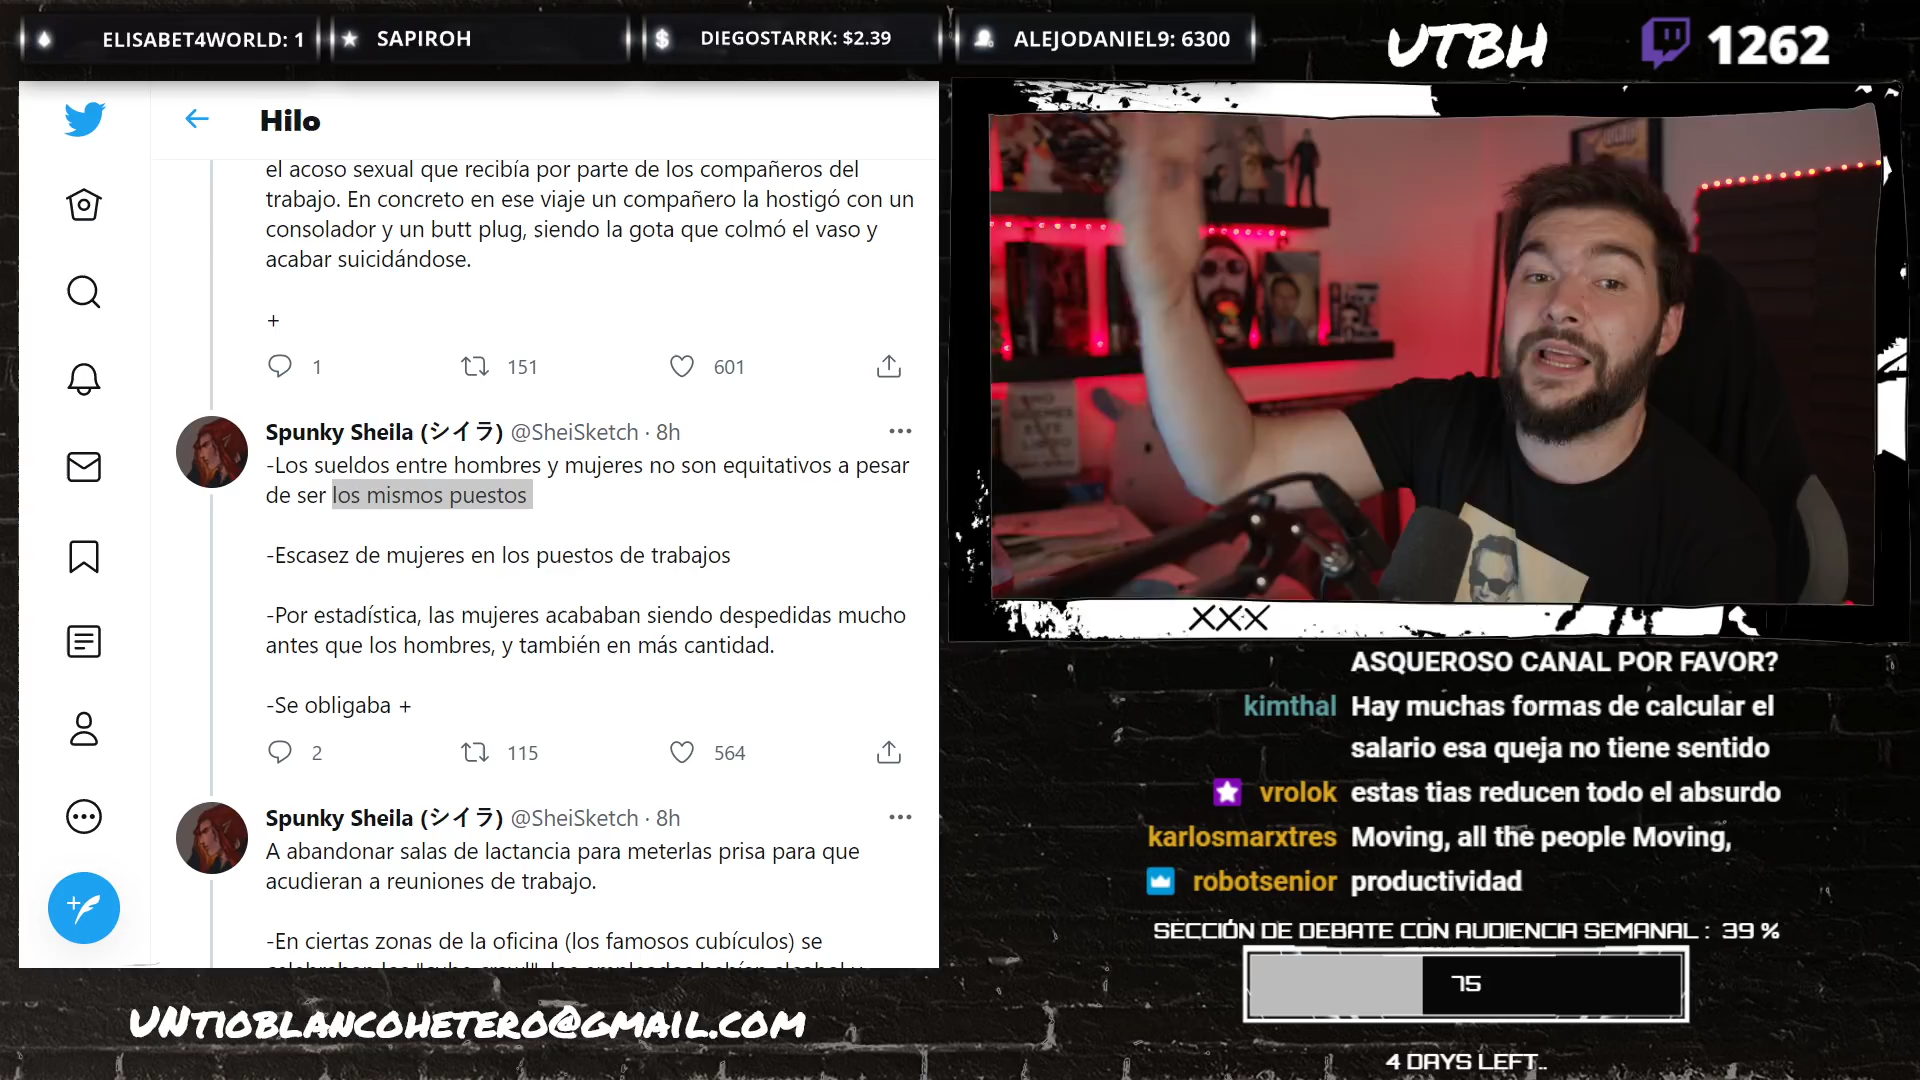 ELISABET4WORLD: 1
SAPIROH
DIEGOSTARRK: $2.39
ALEJODANIEL9: 6300
UTBH
1262
Hilo
el acoso sexual que recibía por parte de los compañeros del
trabajo. En concreto en ese viaje un compañero la hostigó con un
consolador y un butt plug, siendo la gota que colmó el vaso y
acabar suicidándose.
+
1 151 601
Spunky Sheila (シイラ) @SheiSketch · 8h
-Los sueldos entre hombres y mujeres no son equitativos a pesar
de ser los mismos puestos
-Escasez de mujeres en los puestos de trabajos
-Por estadística, las mujeres acababan siendo despedidas mucho
antes que los hombres, y también en más cantidad.
-Se obligaba +
2 115 564
Spunky Sheila (シイラ) @SheiSketch · 8h
A abandonar salas de lactancia para meterlas prisa para que
acudieran a reuniones de trabajo.
-En ciertas zonas de la oficina (los famosos cubículos) se
XXX
ASQUEROSO CANAL POR FAVOR?
kimthal Hay muchas formas de calcular el
salario esa queja no tiene sentido
vrolok estas tias reducen todo el absurdo
karlosmarxtres Moving, all the people Moving,
robotsenior productividad
SECCIÓN DE DEBATE CON AUDIENCIA SEMANAL : 39 %
75
4 DAYS LEFT..
UNTIOBLANCOHETERO@GMAIL.COM